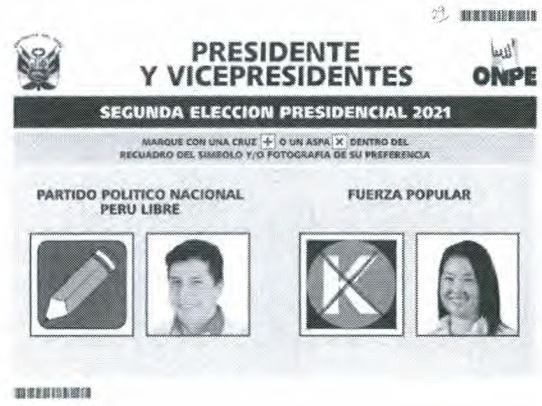 29
PRESIDENTE
Y VICEPRESIDENTES
ONPE
SEGUNDA ELECCION PRESIDENCIAL 2021
MARQUE CON UNA CRUZ + O UN ASPA X DENTRO DEL
RECUADRO DEL SIMBOLO Y/O FOTOGRAFIA DE SU PREFERENCIA
PARTIDO POLITICO NACIONAL
PERU LIBRE
FUERZA POPULAR
K